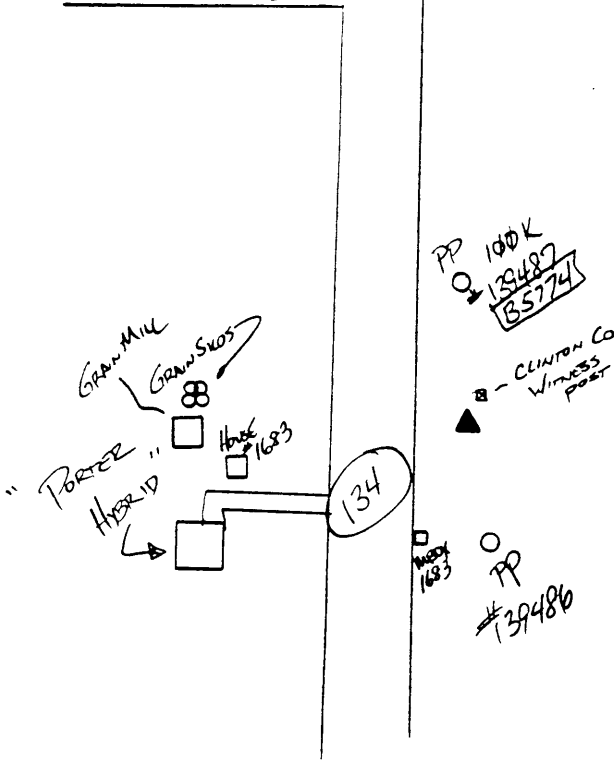 PP 100K
139487
B5774
GRAIN MILL
GRAIN SILOS
CLINTON CO
WITNESS
POST
HOUSE
1683
" PORTER "
HYBRID
134
MBOX
1683
PP
#139486